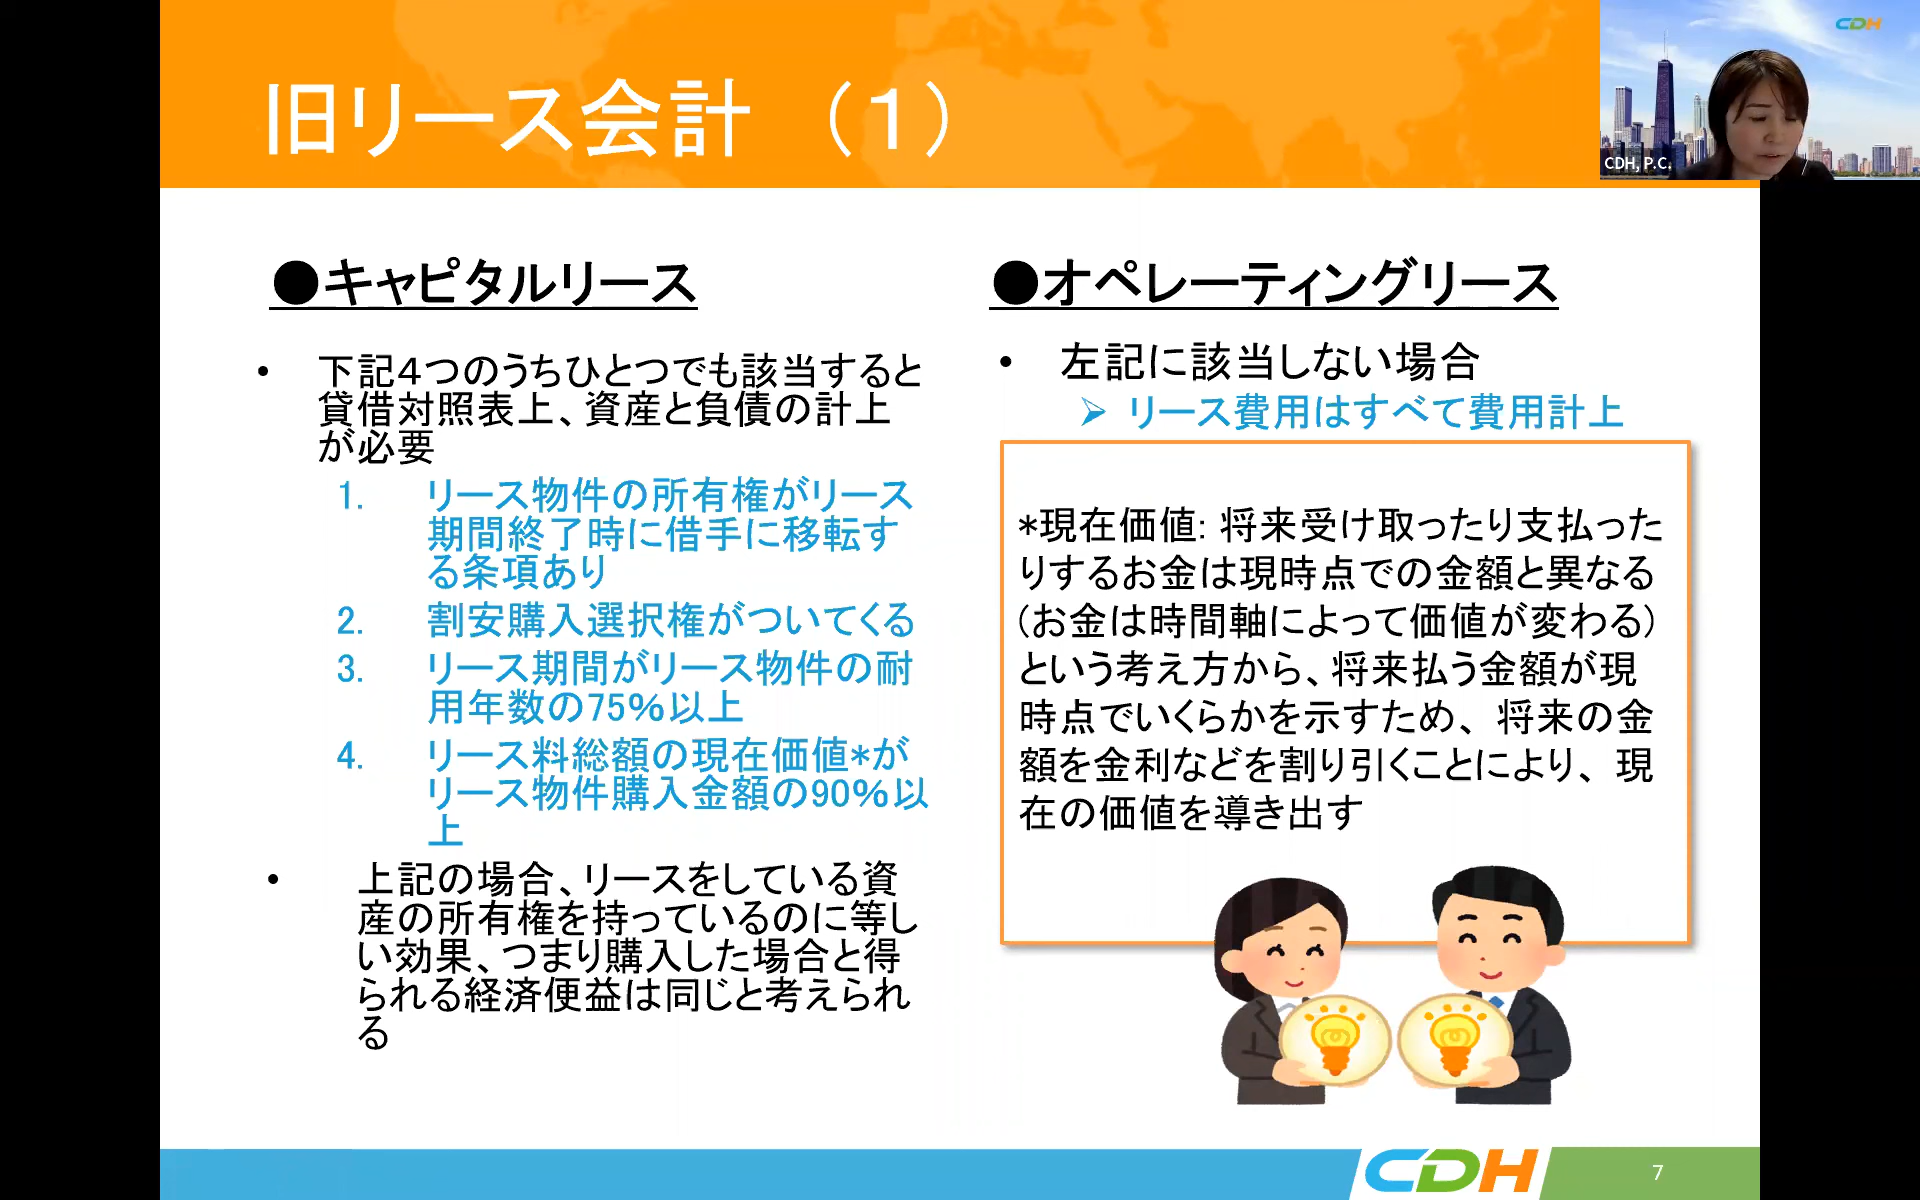 旧リース会計 （１）
CDH
CDH, P.C.
●キャピタルリース
• 下記４つのうちひとつでも該当すると
貸借対照表上、資産と負債の計上
が必要
1. リース物件の所有権がリース
期間終了時に借手に移転す
る条項あり
2. 割安購入選択権がついてくる
3. リース期間がリース物件の耐
用年数の75％以上
4. リース料総額の現在価値*が
リース物件購入金額の90％以
上
• 上記の場合、リースをしている資
産の所有権を持っているのに等し
い効果、つまり購入した場合と得
られる経済便益は同じと考えられ
る
●オペレーティングリース
• 左記に該当しない場合
➢ リース費用はすべて費用計上
*現在価値: 将来受け取ったり支払った
りするお金は現時点での金額と異なる
（お金は時間軸によって価値が変わる）
という考え方から、将来払う金額が現
時点でいくらかを示すため、将来の金
額を金利などを割り引くことにより、現
在の価値を導き出す
CDH
7